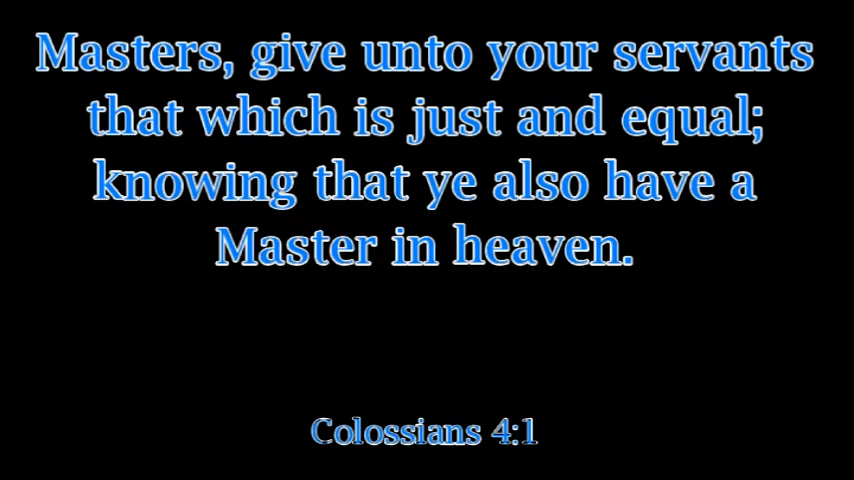 Masters, give unto your servants
that which is just and equal;
knowing that ye also have a
Master in heaven.
Colossians 4:1